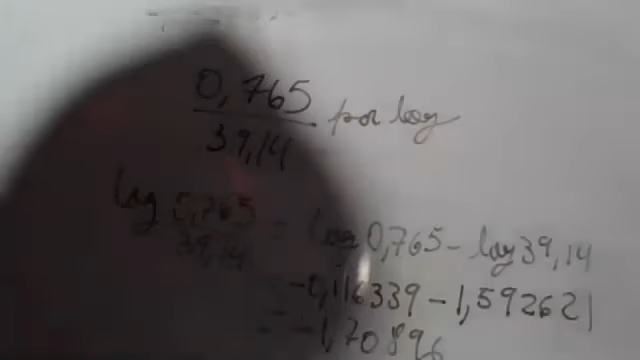 0,765 / 39,14 por log
log 0,765 / 39,14 = log 0,765 - log 39,14
= -0,116339 - 1,592621
= -1,70896